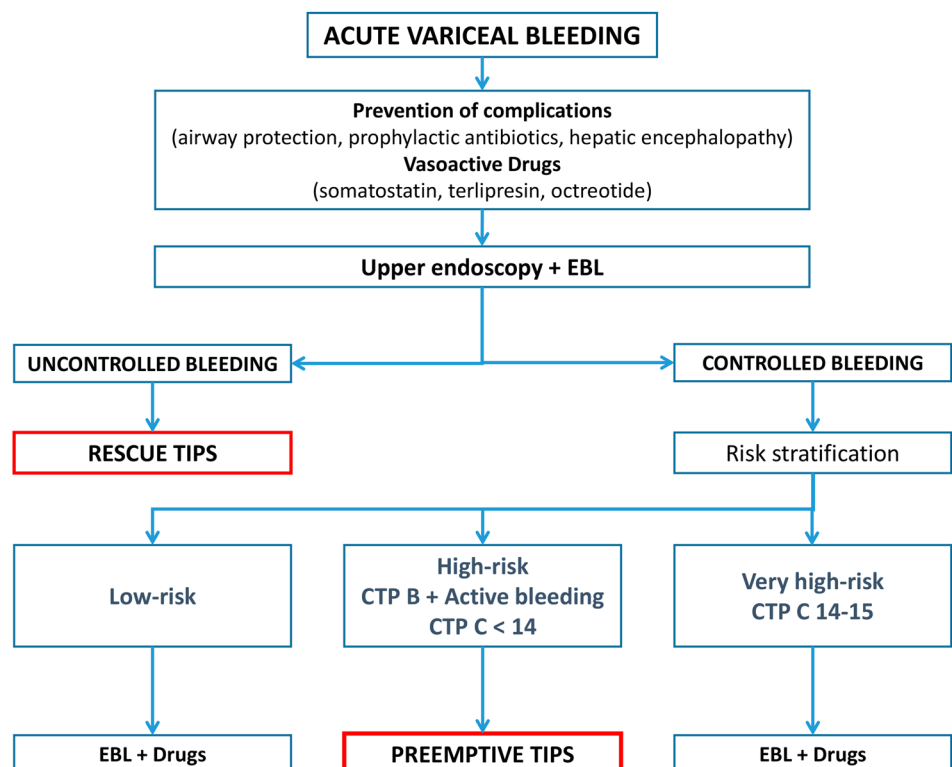 ACUTE VARICEAL BLEEDING
Prevention of complications
(airway protection, prophylactic antibiotics, hepatic encephalopathy)
Vasoactive Drugs
(somatostatin, terlipresin, octreotide)
Upper endoscopy + EBL
UNCONTROLLED BLEEDING
CONTROLLED BLEEDING
RESCUE TIPS
Risk stratification
Low-risk
High-risk
CTP B + Active bleeding
CTP C < 14
Very high-risk
CTP C 14-15
EBL + Drugs
PREEMPTIVE TIPS
EBL + Drugs